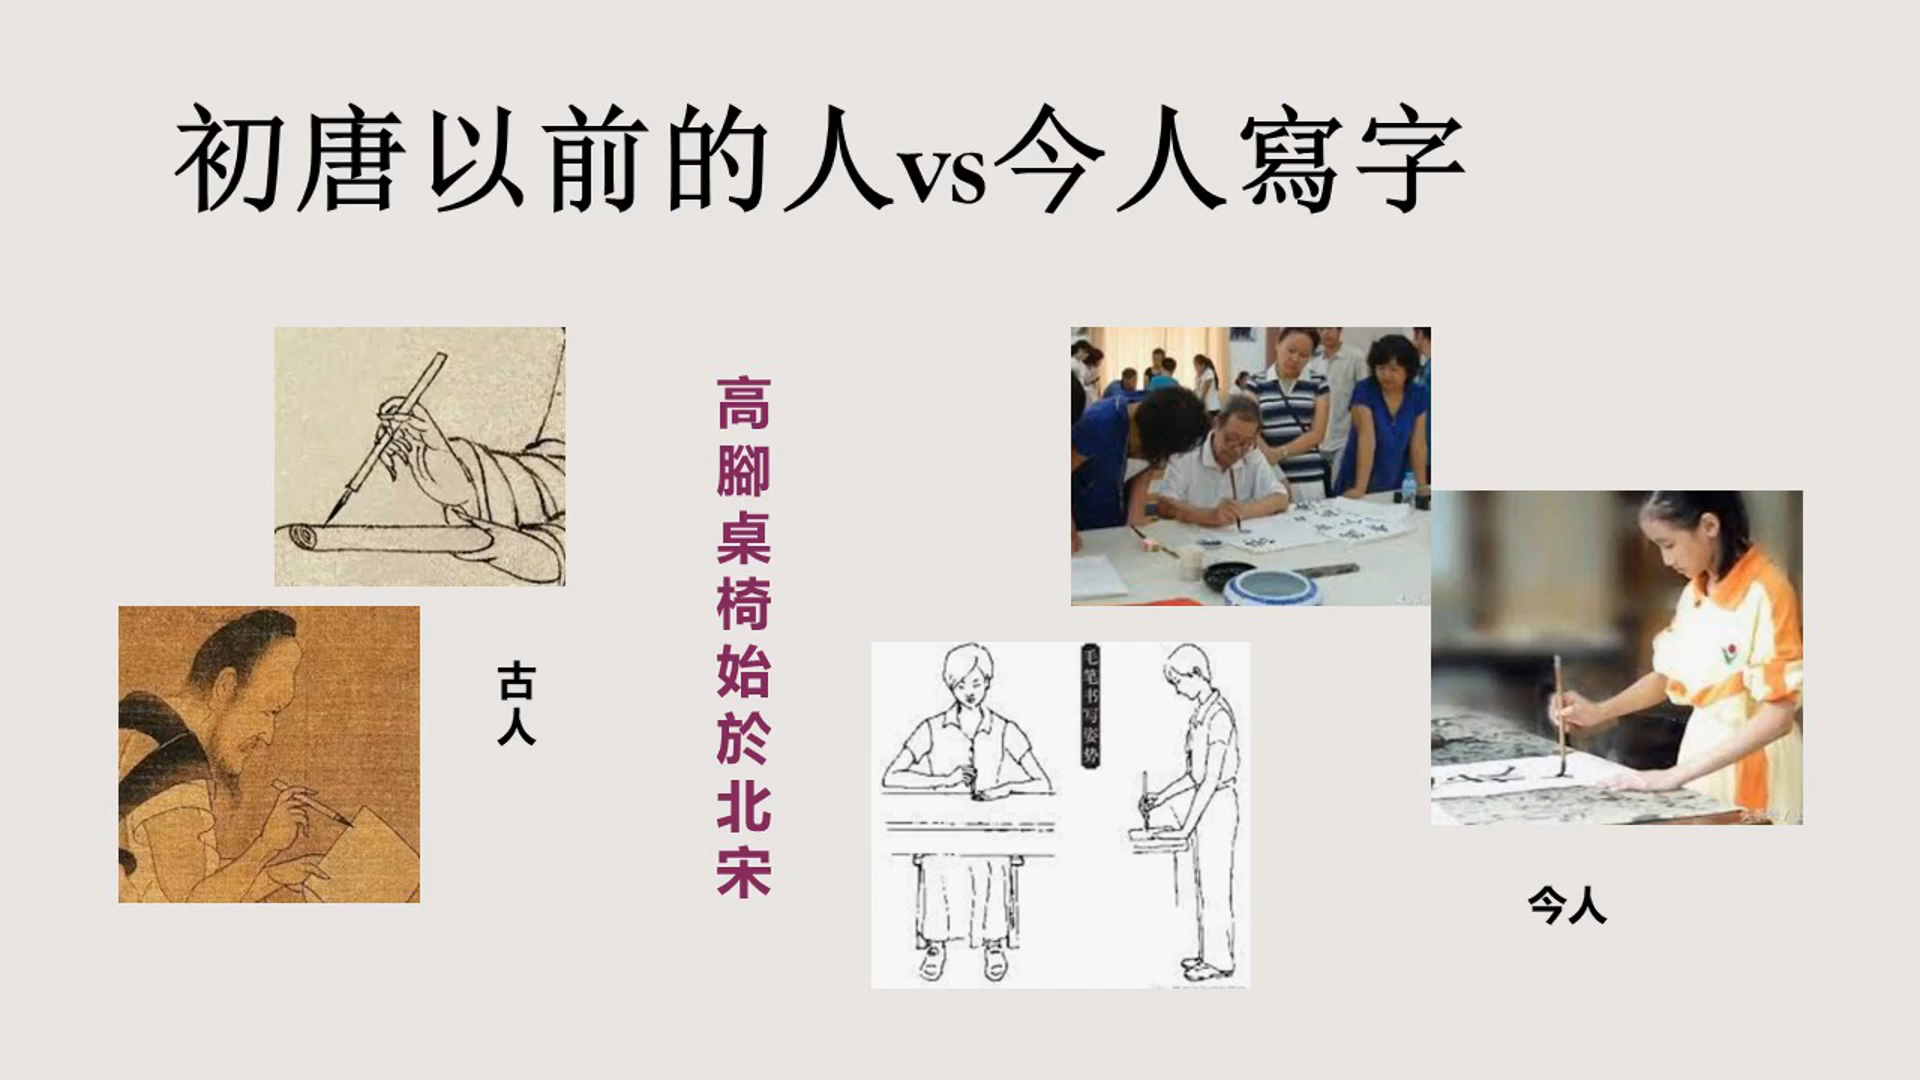 初唐以前的人vs今人寫字
古人
高腳桌椅始於北宋
毛笔书写姿势
今人